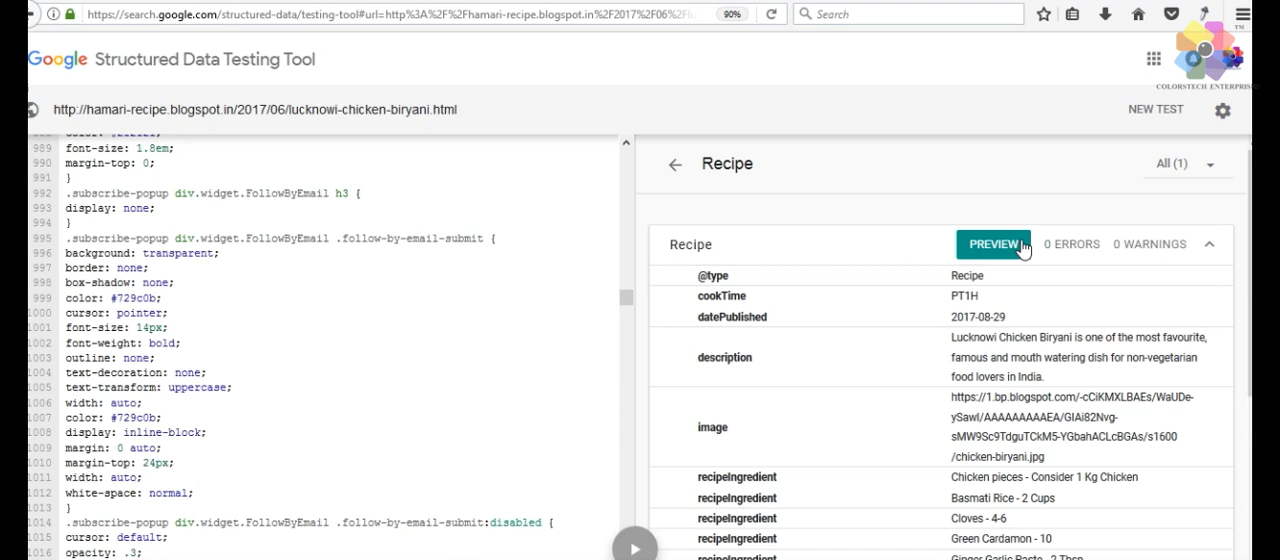 https://search.google.com/structured-data/testing-tool#url=http%3A%2F%2Fhamari-recipe.blogspot.in%2F2017%2F06%2F
90%
Search
Google Structured Data Testing Tool
TM
COLORSTECH ENTERPRIS
http://hamari-recipe.blogspot.in/2017/06/lucknowi-chicken-biryani.html
NEW TEST
989 font-size: 1.8em;
990 margin-top: 0;
991 }
992 .subscribe-popup div.widget.FollowByEmail h3 {
993 display: none;
994 }
995 .subscribe-popup div.widget.FollowByEmail .follow-by-email-submit {
996 background: transparent;
997 border: none;
998 box-shadow: none;
999 color: #729c0b;
1000 cursor: pointer;
1001 font-size: 14px;
1002 font-weight: bold;
1003 outline: none;
1004 text-decoration: none;
1005 text-transform: uppercase;
1006 width: auto;
1007 color: #729c0b;
1008 display: inline-block;
1009 margin: 0 auto;
1010 margin-top: 24px;
1011 width: auto;
1012 white-space: normal;
1013 }
1014 .subscribe-popup div.widget.FollowByEmail .follow-by-email-submit:disabled {
1015 cursor: default;
1016 opacity: .3;
Recipe
All (1)
Recipe PREVIEW 0 ERRORS 0 WARNINGS
@type Recipe
cookTime PT1H
datePublished 2017-08-29
description Lucknowi Chicken Biryani is one of the most favourite,
famous and mouth watering dish for non-vegetarian
food lovers in India.
image https://1.bp.blogspot.com/-cCiKMXLBAEs/WaUDe-
ySawI/AAAAAAAAAEA/GIAi82Nvg-
sMW9Sc9TdguTCkM5-YGbahACLcBGAs/s1600
/chicken-biryani.jpg
recipeIngredient Chicken pieces - Consider 1 Kg Chicken
recipeIngredient Basmati Rice - 2 Cups
recipeIngredient Cloves - 4-6
recipeIngredient Green Cardamon - 10
recipeIngredient Ginger Garlic Paste - 2 Tbsp